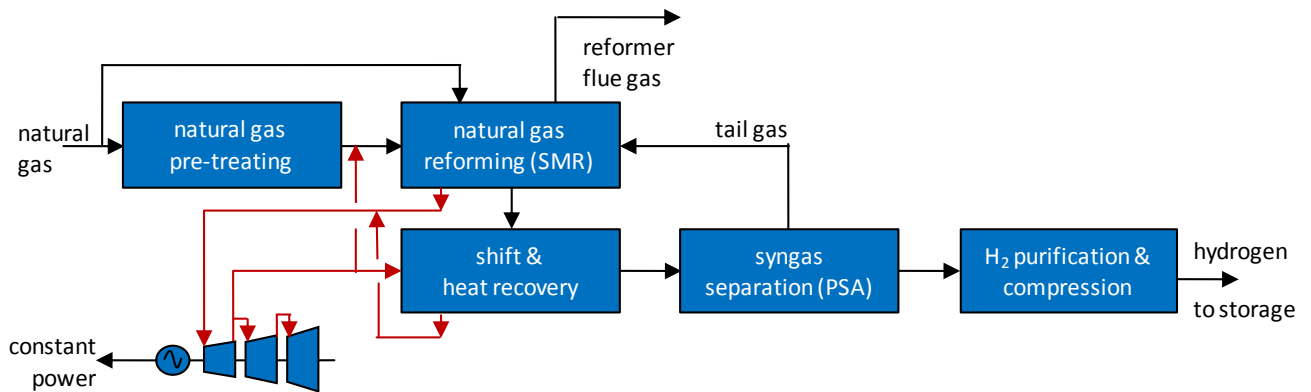 reformer
flue gas
natural
gas
natural gas
pre-treating
natural gas
reforming (SMR)
tail gas
shift &
heat recovery
syngas
separation (PSA)
H₂ purification &
compression
hydrogen
to storage
constant
power